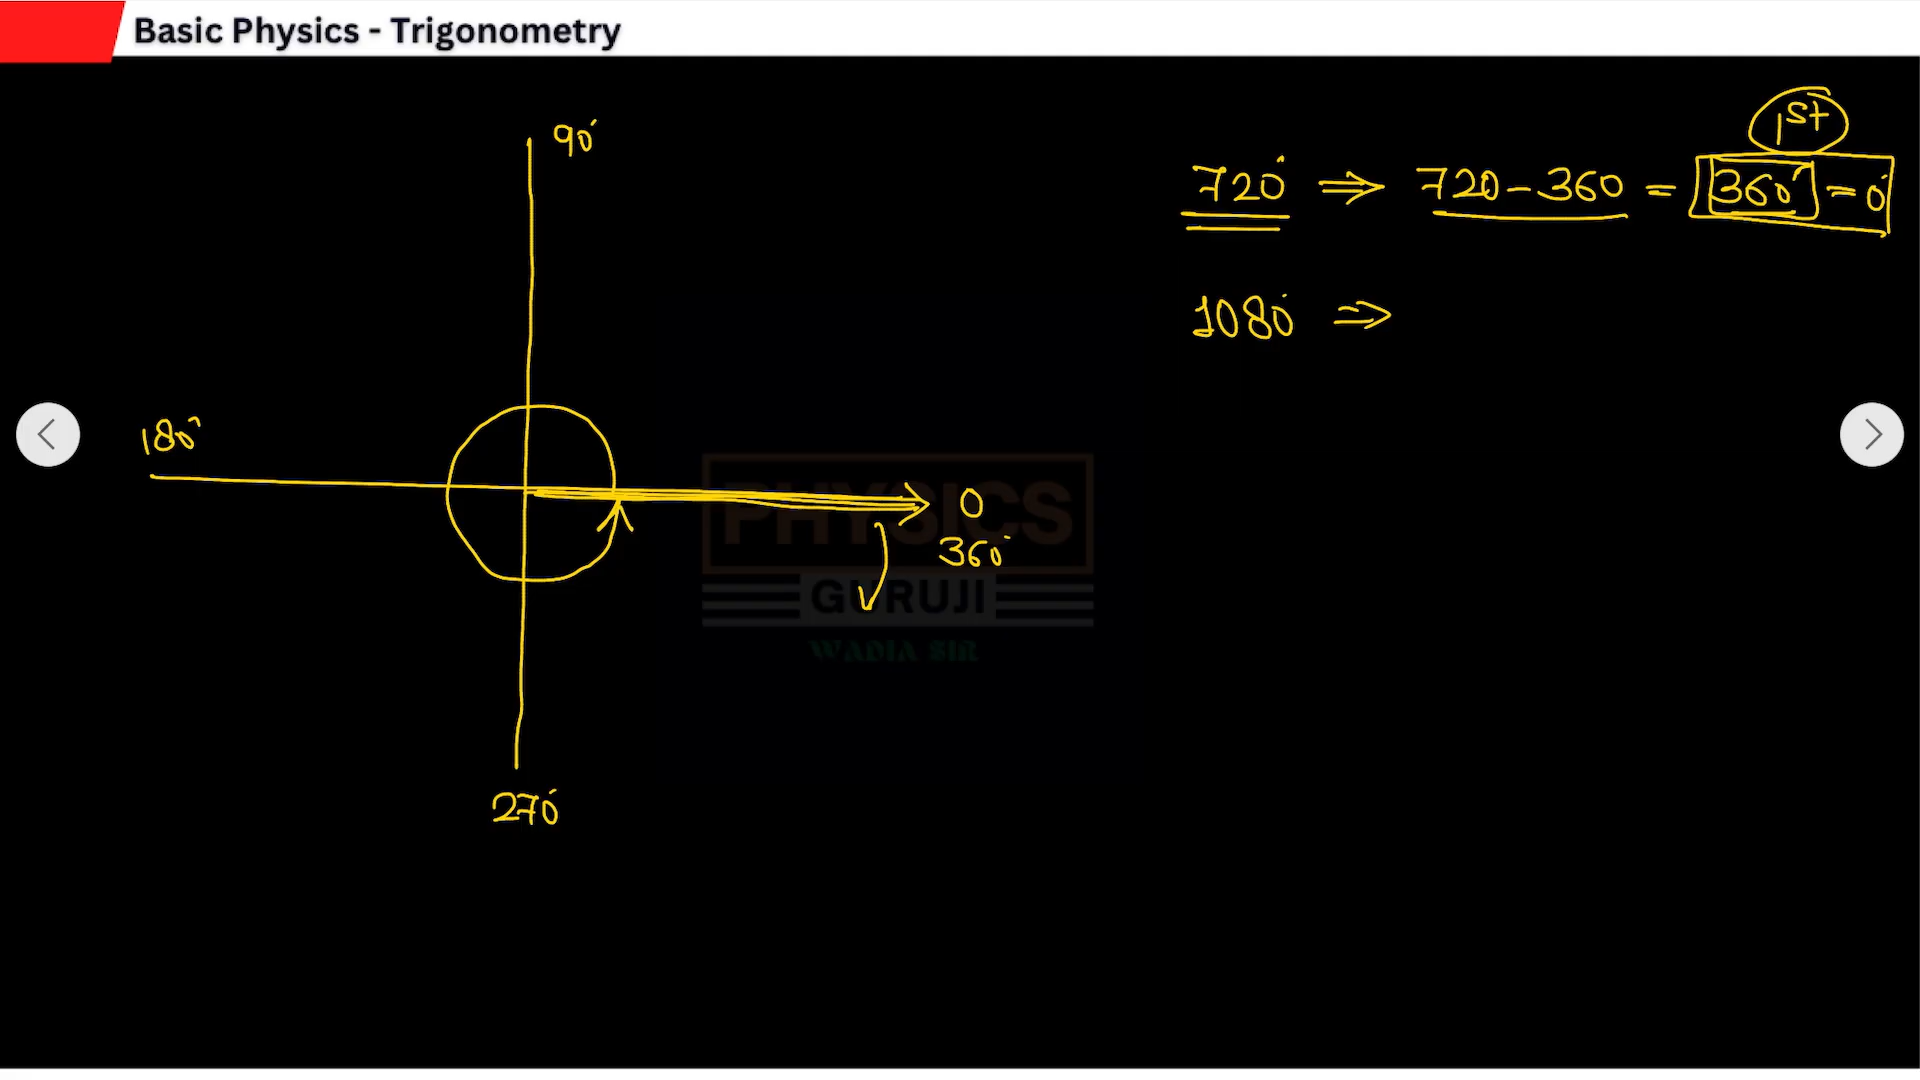 Basic Physics - Trigonometry
1st
720° ⇒ 720-360 = 360° = 0°
1080° ⇒
90°
180°
0
360°
270°
PHYSICS
GURUJI
WADIA SIR